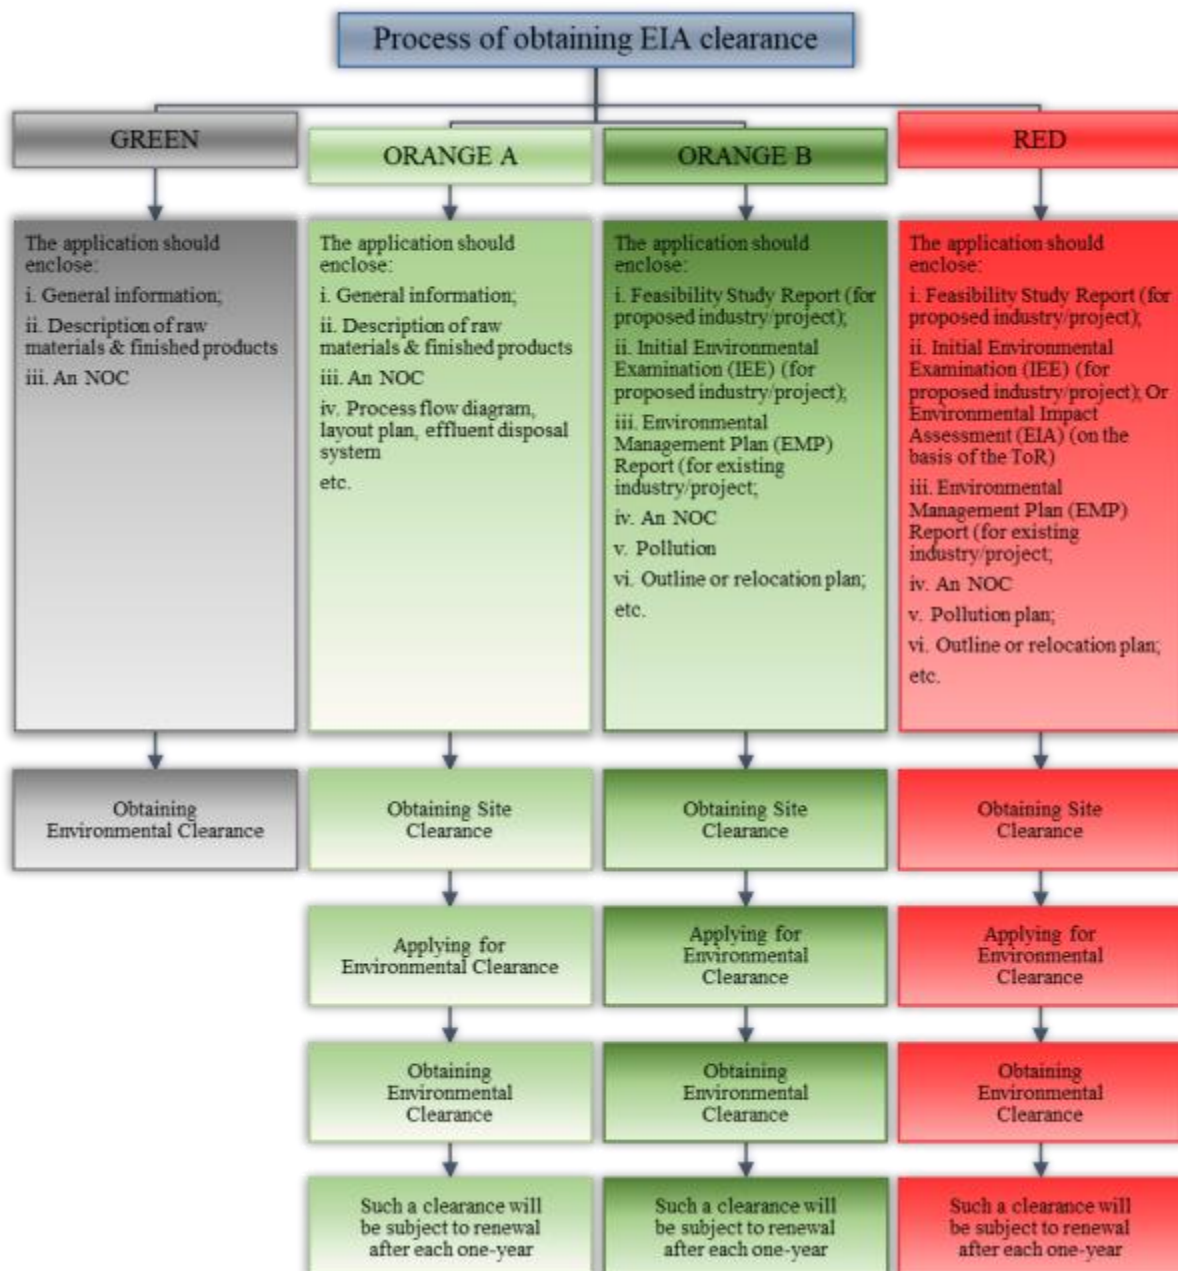 Process of obtaining EIA clearance
GREEN
The application should
enclose:
i. General information;
ii. Description of raw
materials & finished products
iii. An NOC
Obtaining
Environmental Clearance
ORANGE A
The application should
enclose:
i. General information;
ii. Description of raw
materials & finished products
iii. An NOC
iv. Process flow diagram,
layout plan, effluent disposal
system
etc.
Obtaining Site
Clearance
Applying for
Environmental Clearance
Obtaining
Environmental
Clearance
Such a clearance will
be subject to renewal
after each one-year
ORANGE B
The application should
enclose:
i. Feasibility Study Report (for
proposed industry/project);
ii. Initial Environmental
Examination (IEE) (for
proposed industry/project);
iii. Environmental
Management Plan (EMP)
Report (for existing
industry/project;
iv. An NOC
v. Pollution
vi. Outline or relocation plan;
etc.
Obtaining Site
Clearance
Applying for
Environmental
Clearance
Obtaining
Environmental
Clearance
Such a clearance will
be subject to renewal
after each one-year
RED
The application should
enclose:
i. Feasibility Study Report (for
proposed industry/project);
ii. Initial Environmental
Examination (IEE) (for
proposed industry/project); Or
Environmental Impact
Assessment (EIA) (on the
basis of the ToR)
iii. Environmental
Management Plan (EMP)
Report (for existing
industry/project;
iv. An NOC
v. Pollution plan;
vi. Outline or relocation plan;
etc.
Obtaining Site
Clearance
Applying for
Environmental
Clearance
Obtaining
Environmental
Clearance
Such a clearance will
be subject to renewal
after each one-year